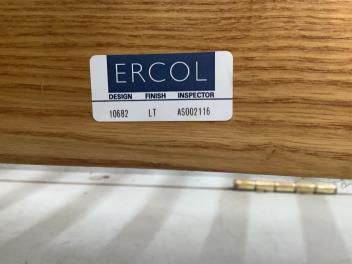 ERCOL
DESIGN FINISH INSPECTOR
10682 LT AS002116